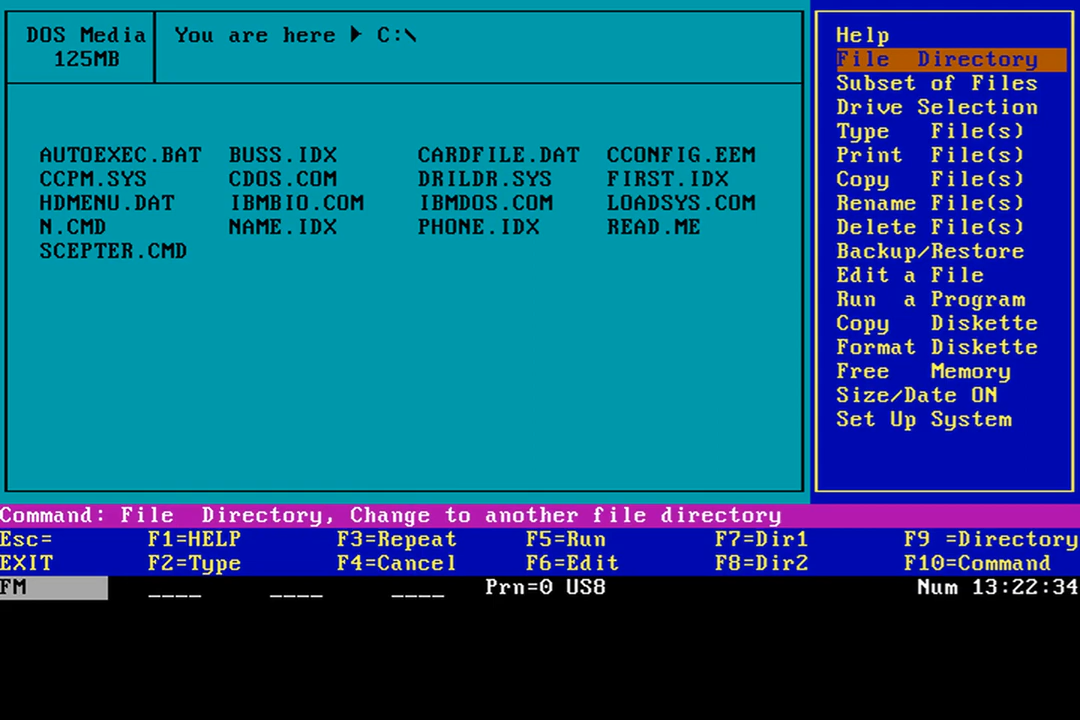 DOS Media You are here ▶ C:\
125MB
AUTOEXEC.BAT BUSS.IDX CARDFILE.DAT CCONFIG.EEM
CCPM.SYS CDOS.COM DRILDR.SYS FIRST.IDX
HDMENU.DAT IBMBIO.COM IBMDOS.COM LOADSYS.COM
N.CMD NAME.IDX PHONE.IDX READ.ME
SCEPTER.CMD
Help
File Directory
Subset of Files
Drive Selection
Type File(s)
Print File(s)
Copy File(s)
Rename File(s)
Delete File(s)
Backup/Restore
Edit a File
Run a Program
Copy Diskette
Format Diskette
Free Memory
Size/Date ON
Set Up System
Command: File Directory, Change to another file directory
Esc= F1=HELP F3=Repeat F5=Run F7=Dir1 F9 =Directory
EXIT F2=Type F4=Cancel F6=Edit F8=Dir2 F10=Command
FM ____ ____ ____ Prn=0 US8 Num 13:22:34